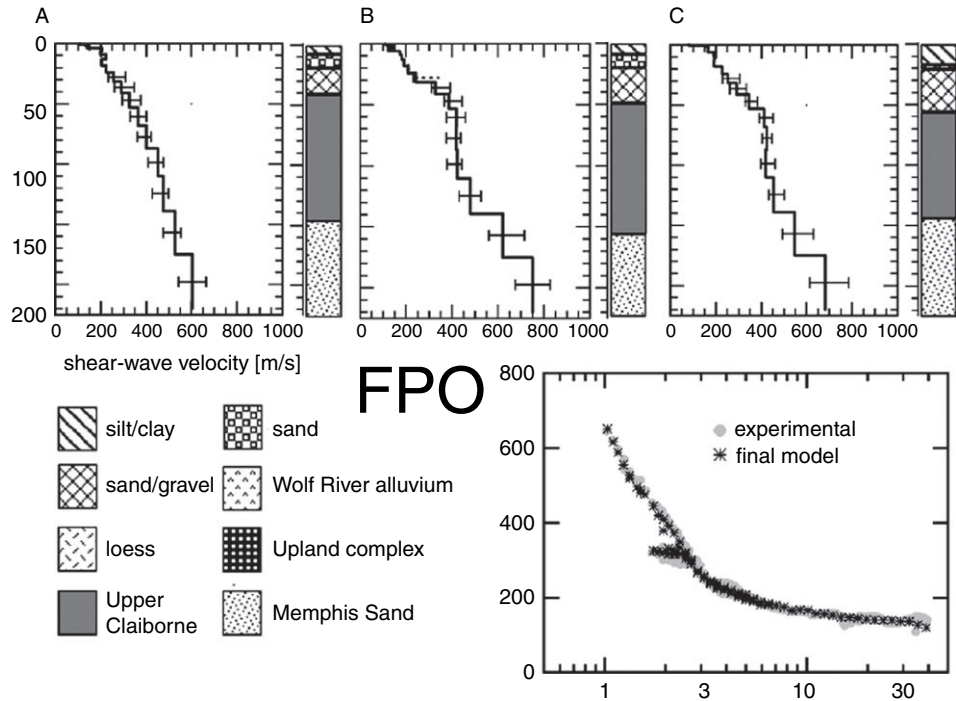 A
B
C
0
50
100
150
200
0 200 400 600 800 1000
0 200 400 600 800 1000
0 200 400 600 800 1000
shear-wave velocity [m/s]
FPO
silt/clay
sand
sand/gravel
Wolf River alluvium
loess
Upland complex
Upper
Claiborne
Memphis Sand
800
600
400
200
0
experimental
final model
1 3 10 30